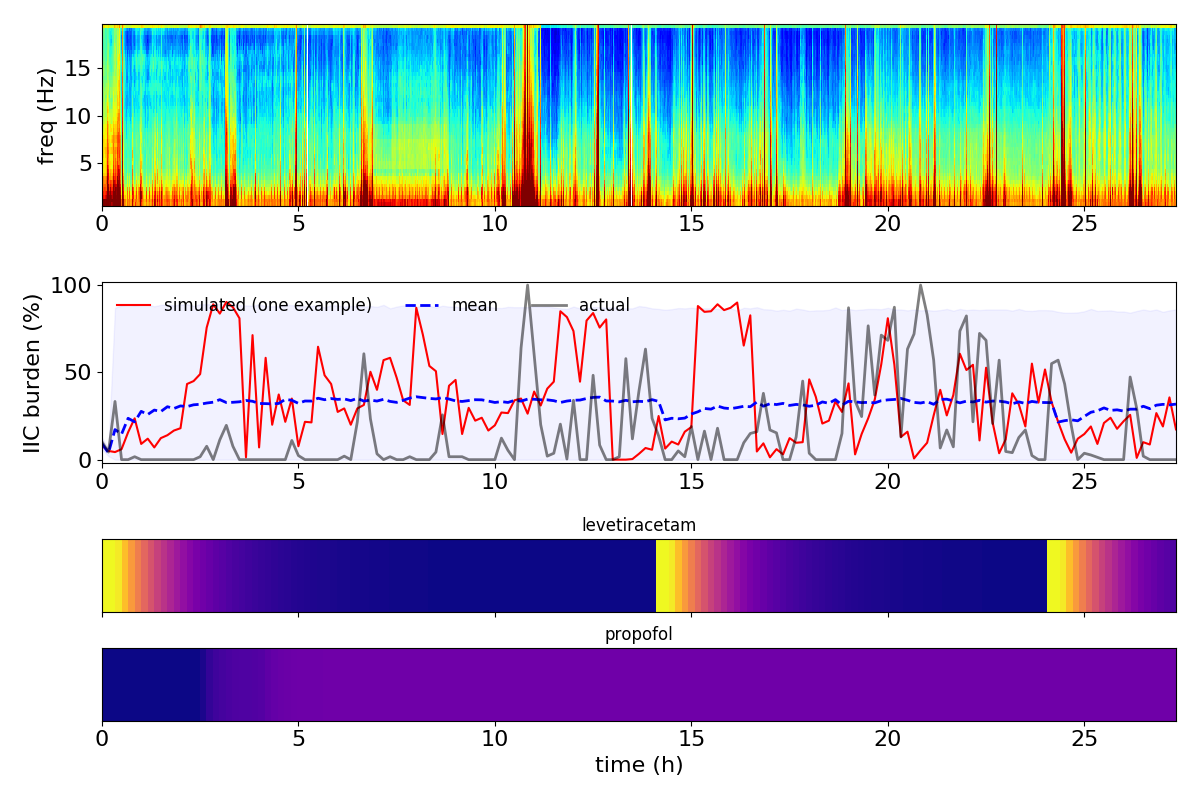 freq (Hz)
15
10
5
0 5 10 15 20 25
IIC burden (%)
100
50
0
simulated (one example) mean actual
0 5 10 15 20 25
levetiracetam
propofol
0 5 10 15 20 25
time (h)